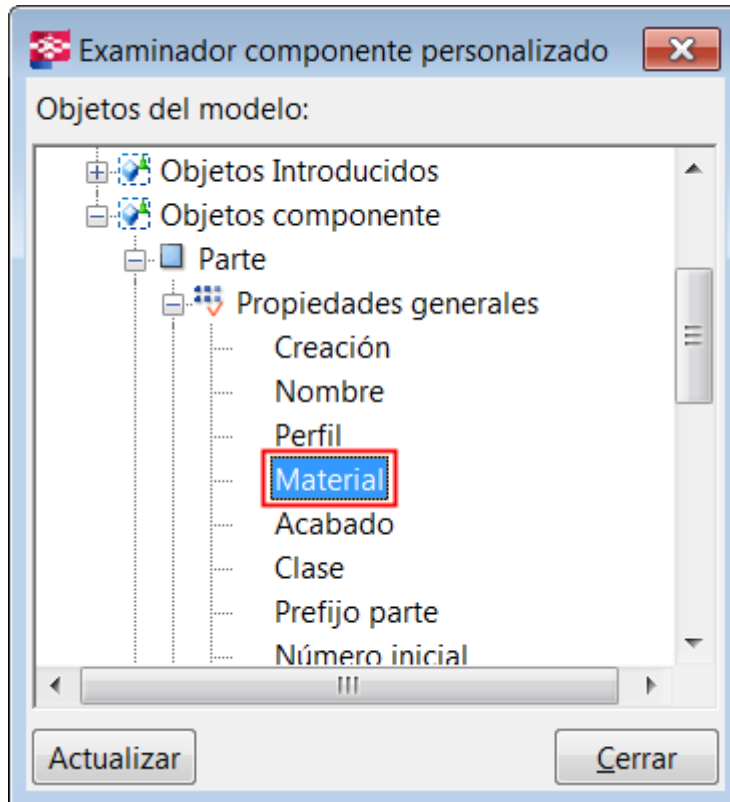 Examinador componente personalizado
Objetos del modelo:
Objetos Introducidos
Objetos componente
Parte
Propiedades generales
Creación
Nombre
Perfil
Material
Acabado
Clase
Prefijo parte
Número inicial
Actualizar
Cerrar